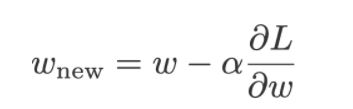 w_new = w − α ∂L/∂w